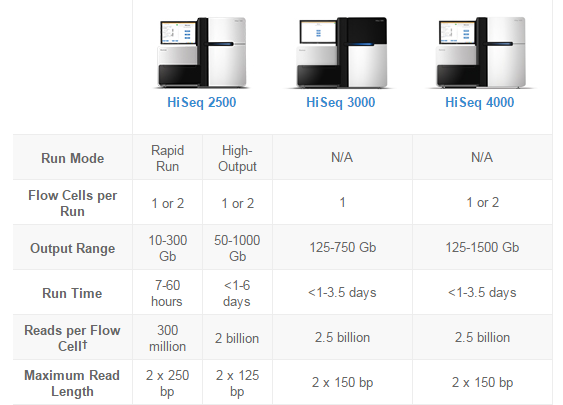 HiSeq 2500 HiSeq 3000 HiSeq 4000
Run Mode Rapid Run High-Output N/A N/A
Flow Cells per Run 1 or 2 1 or 2 1 1 or 2
Output Range 10-300 Gb 50-1000 Gb 125-750 Gb 125-1500 Gb
Run Time 7-60 hours <1-6 days <1-3.5 days <1-3.5 days
Reads per Flow Cell† 300 million 2 billion 2.5 billion 2.5 billion
Maximum Read Length 2 x 250 bp 2 x 125 bp 2 x 150 bp 2 x 150 bp